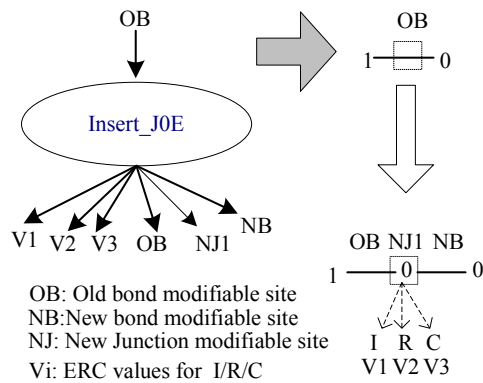 OB
Insert_J0E
V1 V2 V3 OB NJ1 NB
OB
1 0
OB NJ1 NB
1 0 0
I R C
V1 V2 V3
OB: Old bond modifiable site
NB:New bond modifiable site
NJ: New Junction modifiable site
Vi: ERC values for I/R/C